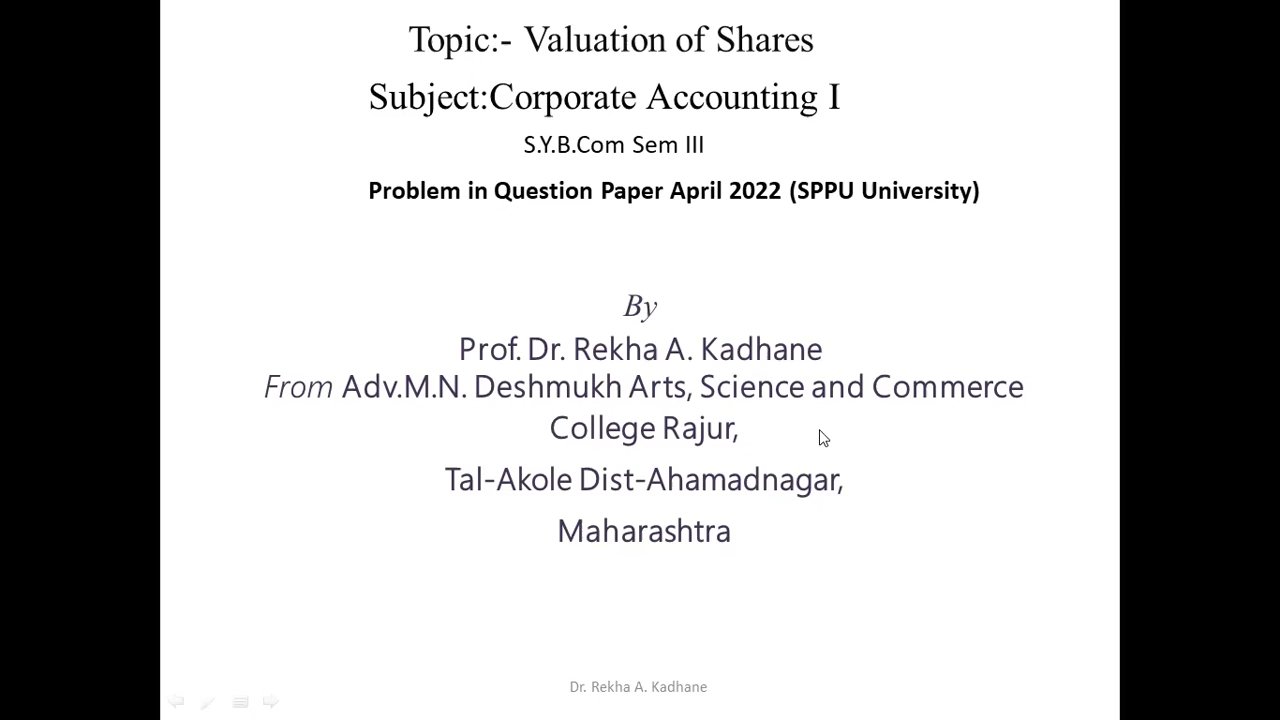 Topic:- Valuation of Shares
Subject:Corporate Accounting I
S.Y.B.Com Sem III
Problem in Question Paper April 2022 (SPPU University)
By
Prof. Dr. Rekha A. Kadhane
From Adv.M.N. Deshmukh Arts, Science and Commerce
College Rajur,
Tal-Akole Dist-Ahamadnagar,
Maharashtra
Dr. Rekha A. Kadhane